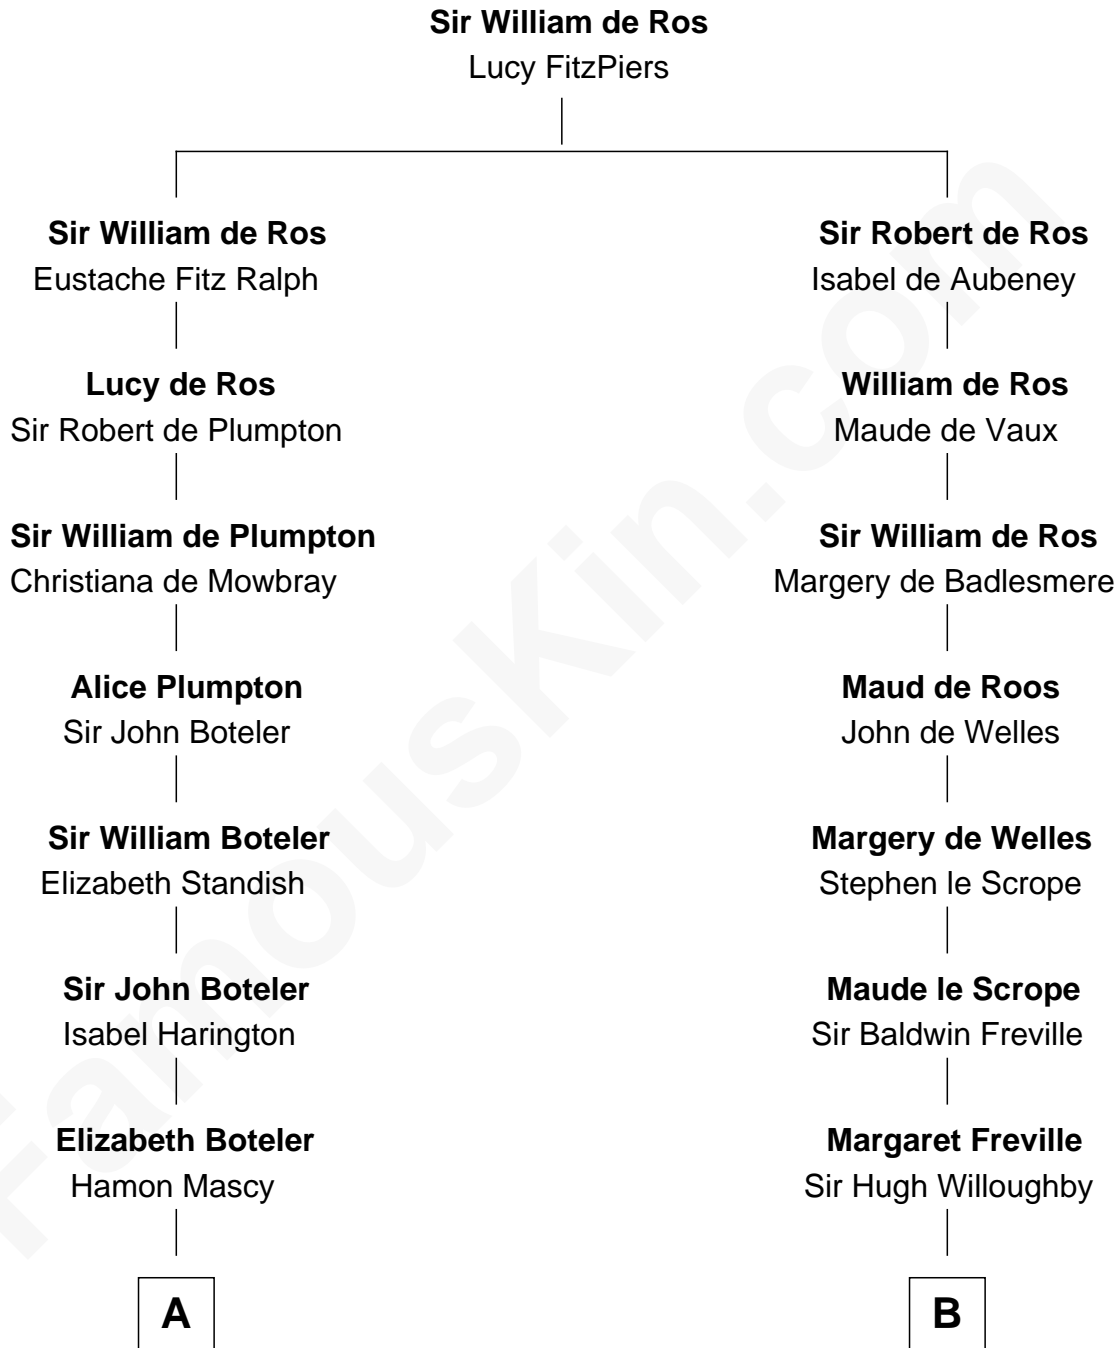 Sir William de Ros
Lucy FitzPiers
Sir William de Ros
Eustache Fitz Ralph
Lucy de Ros
Sir Robert de Plumpton
Sir William de Plumpton
Christiana de Mowbray
Alice Plumpton
Sir John Boteler
Sir William Boteler
Elizabeth Standish
Sir John Boteler
Isabel Harington
Elizabeth Boteler
Hamon Mascy
A
Sir Robert de Ros
Isabel de Aubeney
William de Ros
Maude de Vaux
Sir William de Ros
Margery de Badlesmere
Maud de Roos
John de Welles
Margery de Welles
Stephen le Scrope
Maude le Scrope
Sir Baldwin Freville
Margaret Freville
Sir Hugh Willoughby
B
FamousKin.com